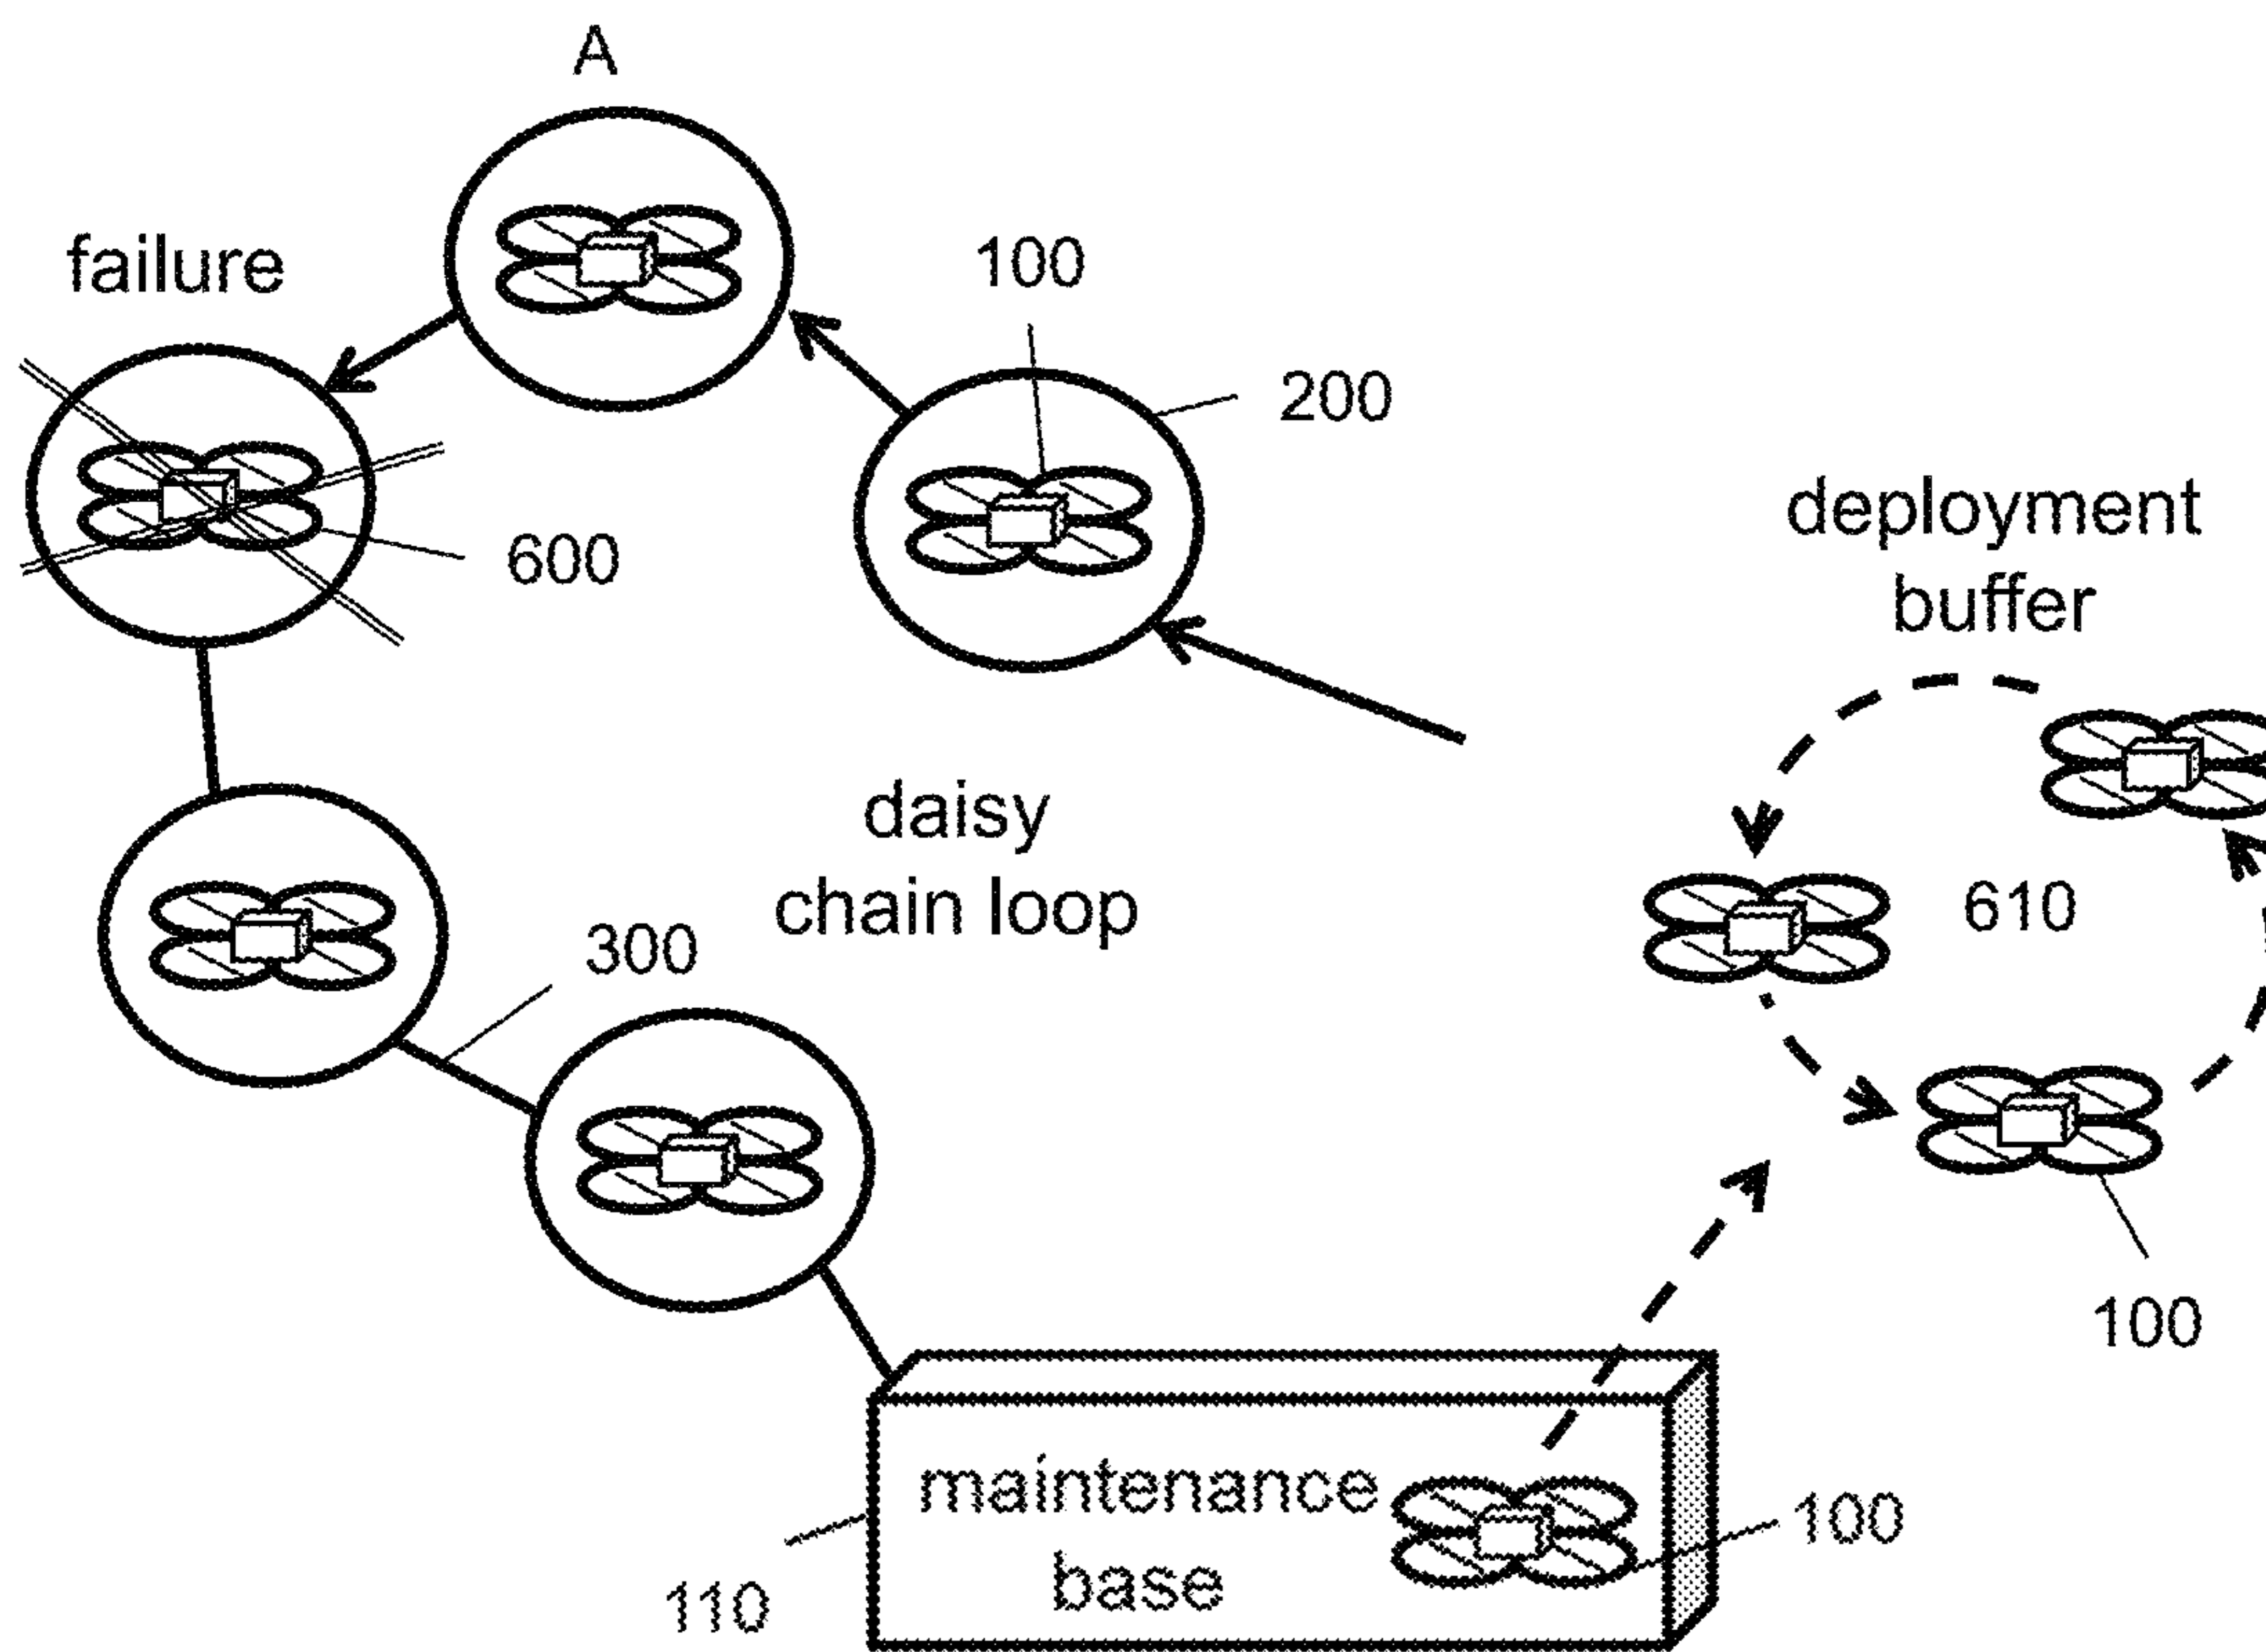 A
failure
100
200
600
deployment
buffer
daisy
chain loop
300
610
100
maintenance
base
100
110